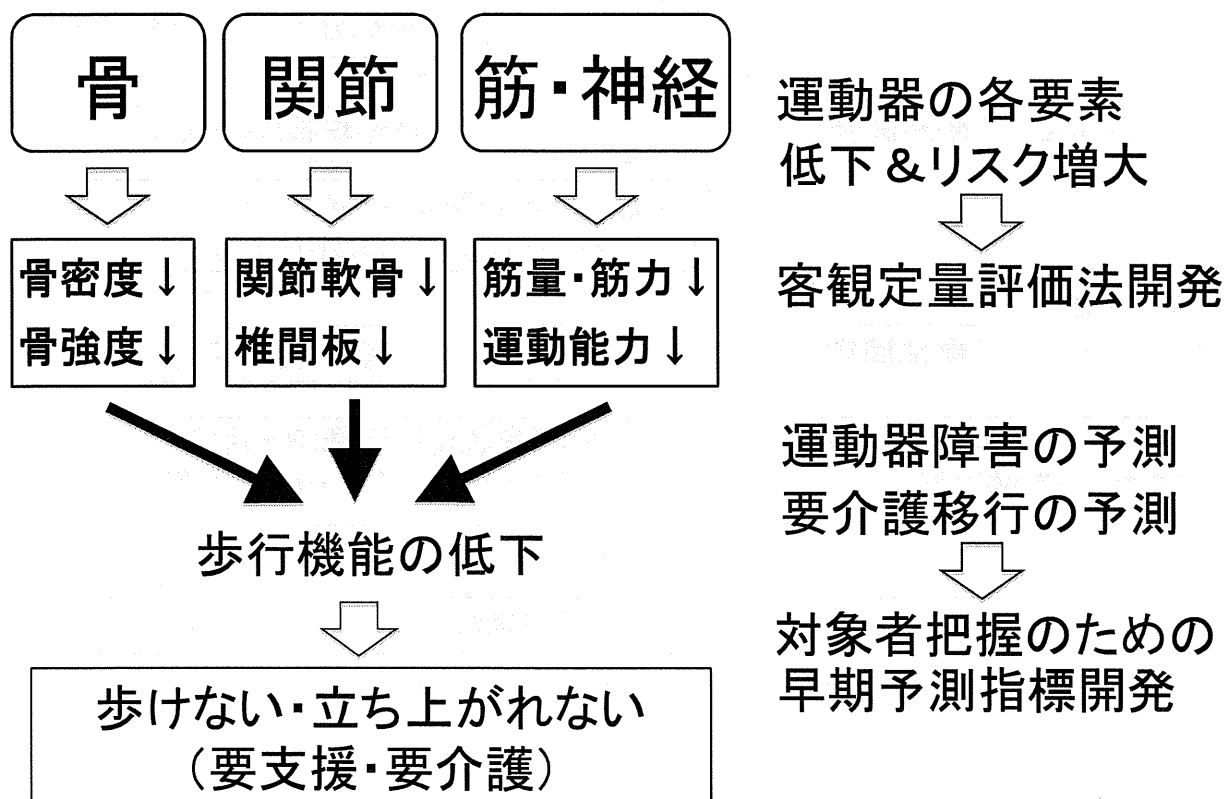 骨
関節
筋・神経
骨密度↓
骨強度↓
関節軟骨↓
椎間板↓
筋量・筋力↓
運動能力↓
歩行機能の低下
歩けない・立ち上がれない
（要支援・要介護）
運動器の各要素
低下＆リスク増大
客観定量評価法開発
運動器障害の予測
要介護移行の予測
対象者把握のための
早期予測指標開発